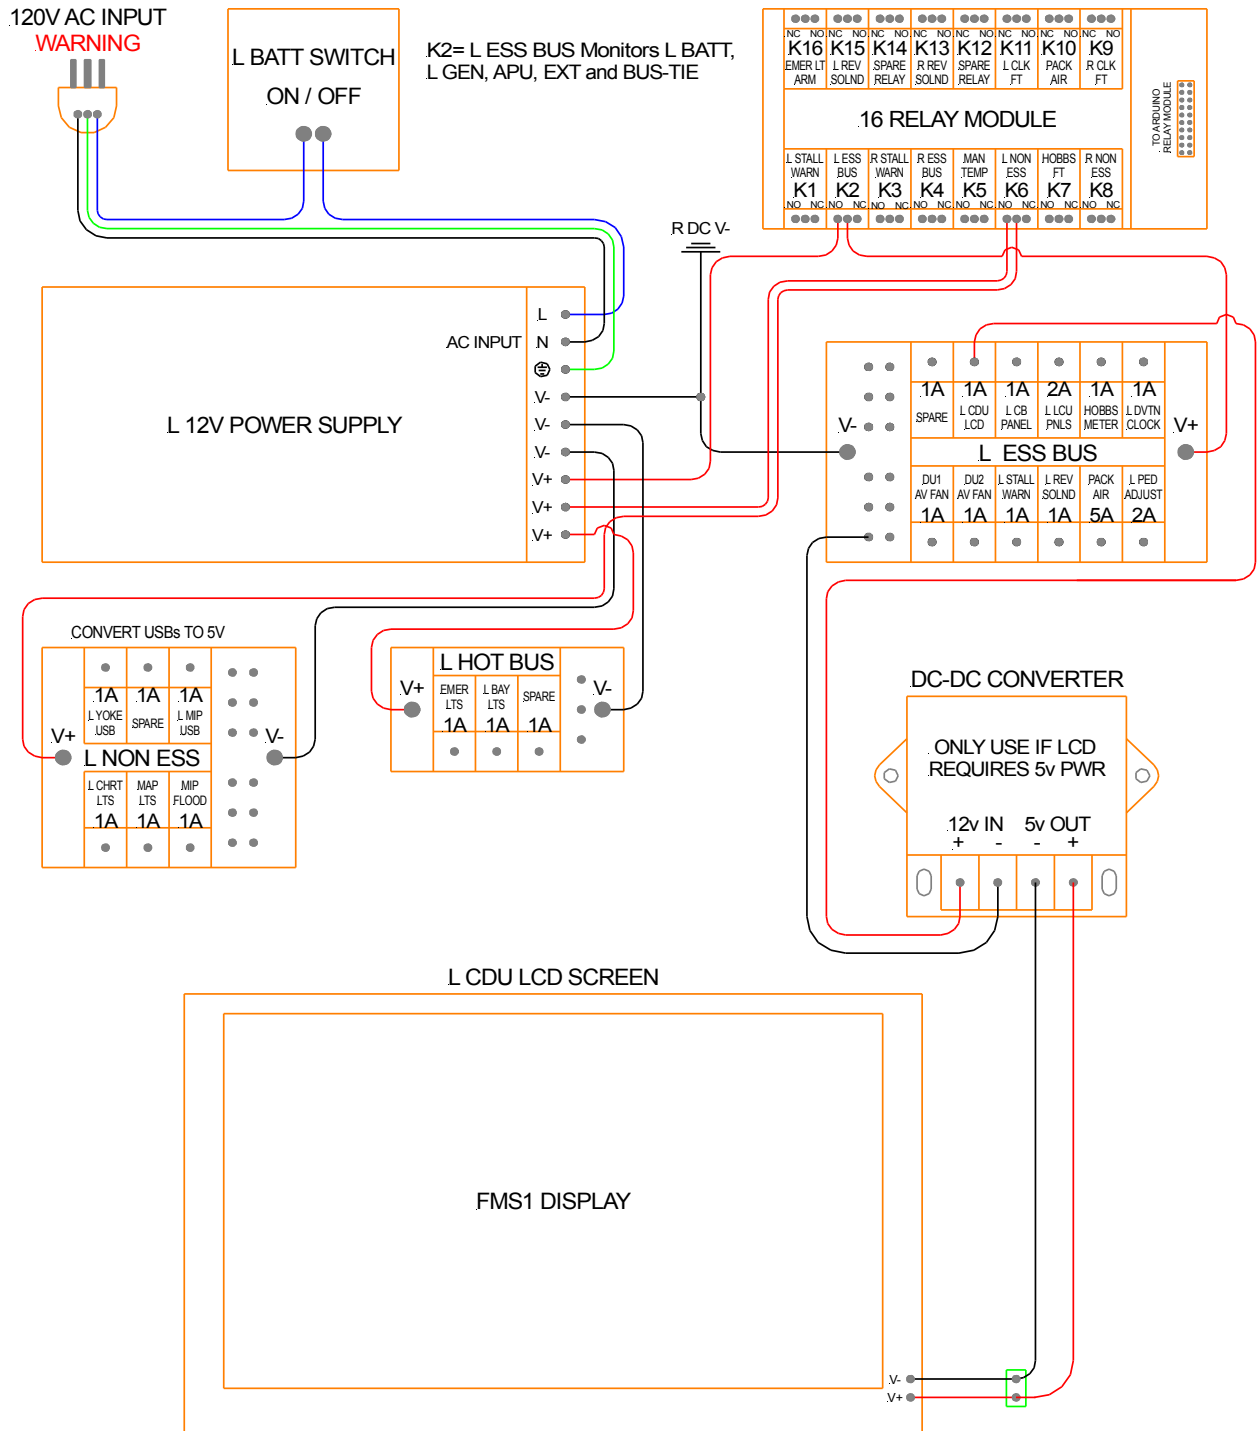 120V AC INPUT
WARNING
L BATT SWITCH
ON / OFF
K2= L ESS BUS Monitors L BATT,
L GEN, APU, EXT and BUS-TIE
NC NO NC NO NC NO NC NO NC NO NC NO NC NO NC NO
K16 K15 K14 K13 K12 K11 K10 K9
EMER LT L REV SPARE R REV SPARE L CLK PACK R CLK
ARM SOLND RELAY SOLND RELAY FT AIR FT
16 RELAY MODULE
TO ARDUINO
RELAY MODULE
L STALL L ESS R STALL R ESS MAN L NON HOBBS R NON
WARN BUS WARN BUS TEMP ESS FT ESS
K1 K2 K3 K4 K5 K6 K7 K8
NO NC NO NC NO NC NO NC NO NC NO NC NO NC NO NC
R DC V-
L 12V POWER SUPPLY
AC INPUT
L
N
V-
V-
V-
V+
V+
V+
1A 1A 1A 2A 1A 1A
SPARE L CDU L CB L LCU HOBBS L DVTN
LCD PANEL PNLS METER CLOCK
V- V+
L ESS BUS
DU1 DU2 L STALL L REV PACK L PED
AV FAN AV FAN WARN SOLND AIR ADJUST
1A 1A 1A 1A 5A 2A
CONVERT USBs TO 5V
1A 1A 1A
L YOKE SPARE L MIP
USB USB
V+ V-
L NON ESS
L CHRT MAP MIP
LTS LTS FLOOD
1A 1A 1A
L HOT BUS
V+ V-
EMER L BAY SPARE
LTS LTS
1A 1A 1A
DC-DC CONVERTER
ONLY USE IF LCD
REQUIRES 5v PWR
12v IN 5v OUT
+ - - +
L CDU LCD SCREEN
FMS1 DISPLAY
V-
V+